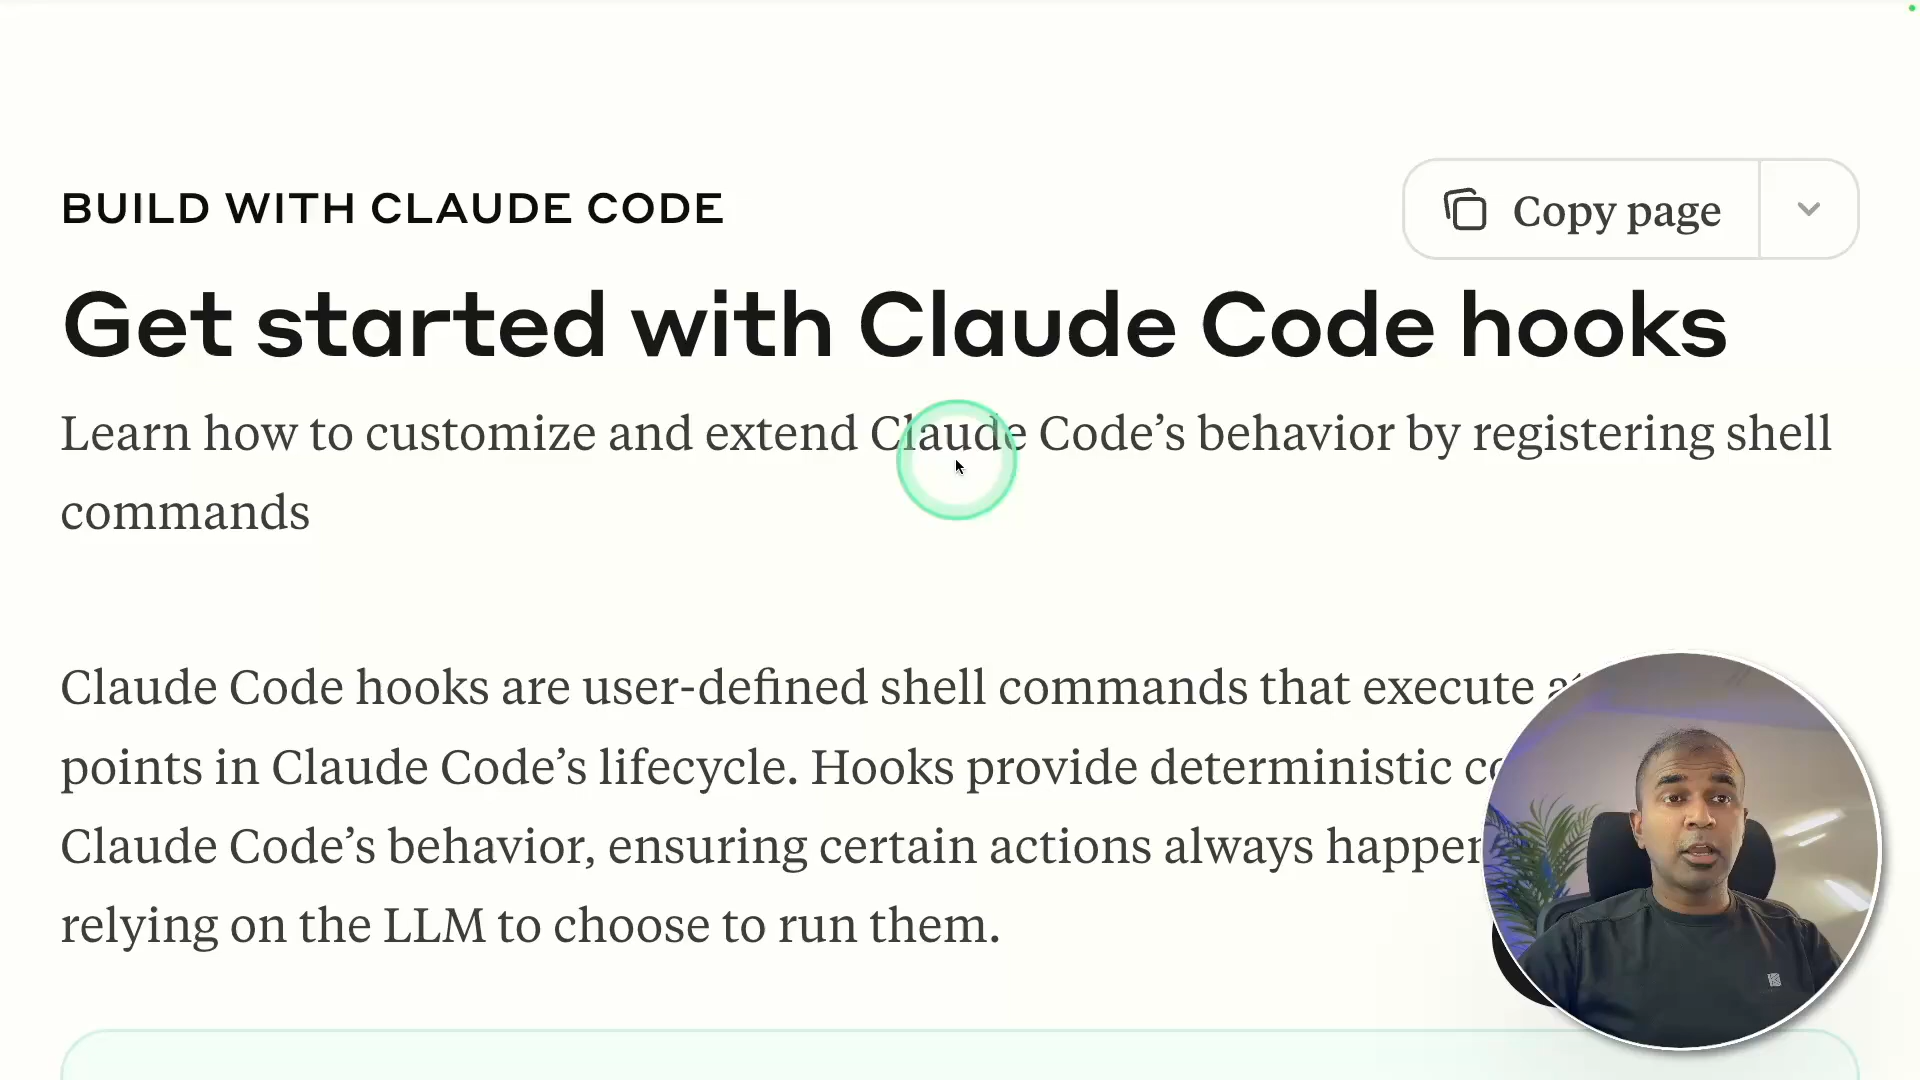 BUILD WITH CLAUDE CODE
Copy page
Get started with Claude Code hooks
Learn how to customize and extend Claude Code’s behavior by registering shell
commands
Claude Code hooks are user-defined shell commands that execute
points in Claude Code’s lifecycle. Hooks provide deterministic
Claude Code’s behavior, ensuring certain actions always
relying on the LLM to choose to run them.